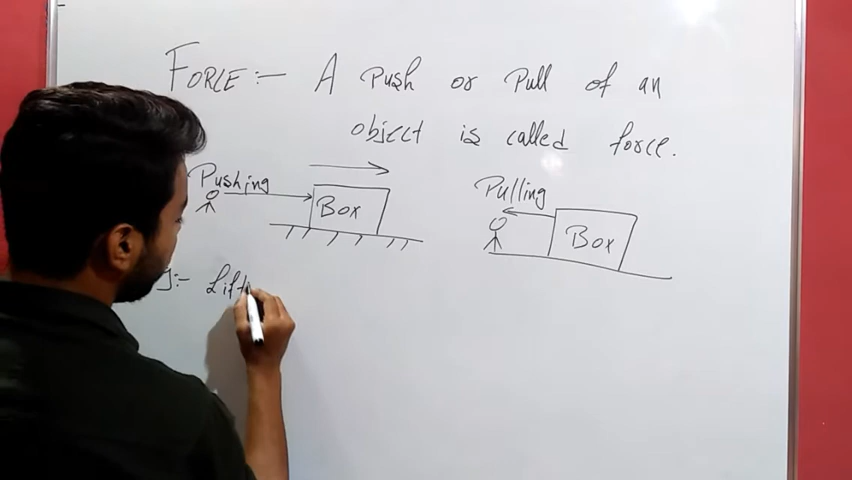 FORCE:- A Push or Pull of an
object is called force.
Pushing
Box
Pulling
Box
:- Lift